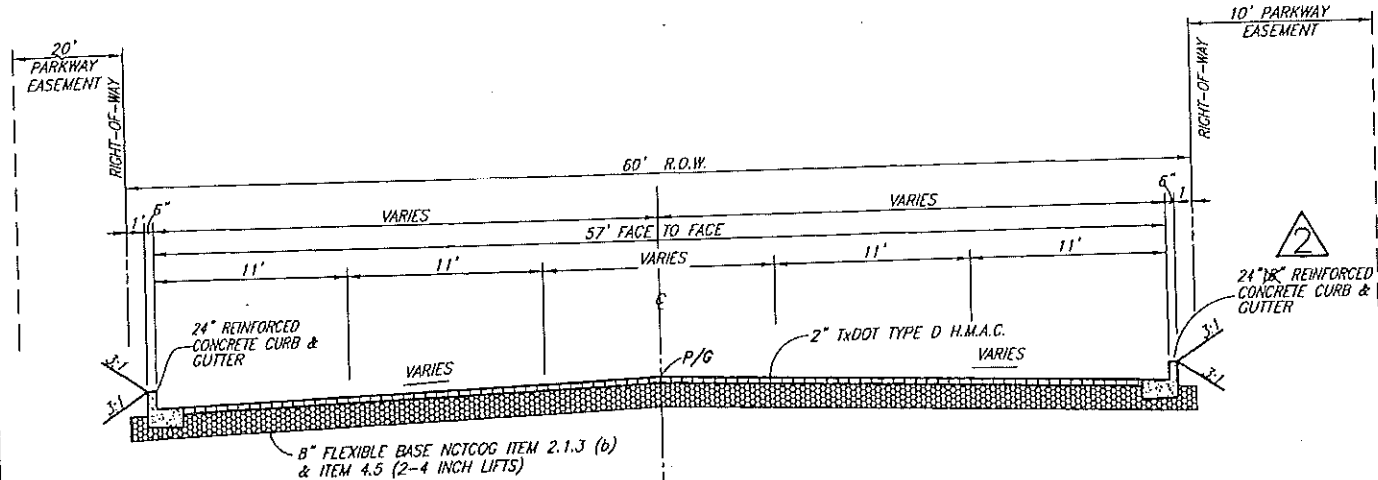 20'
PARKWAY
EASEMENT
RIGHT-OF-WAY
10' PARKWAY
EASEMENT
RIGHT-OF-WAY
60' R.O.W.
1'
6"
VARIES
VARIES
6"
1
57' FACE TO FACE
11'
11'
VARIES
11'
11'
2
24" REINFORCED
CONCRETE CURB &
GUTTER
24" 18" REINFORCED
CONCRETE CURB &
GUTTER
3:1
3:1
VARIES
P/G
2" TxDOT TYPE D H.M.A.C.
VARIES
3:1
3:1
8" FLEXIBLE BASE NCTCOG ITEM 2.1.3 (b)
& ITEM 4.5 (2-4 INCH LIFTS)